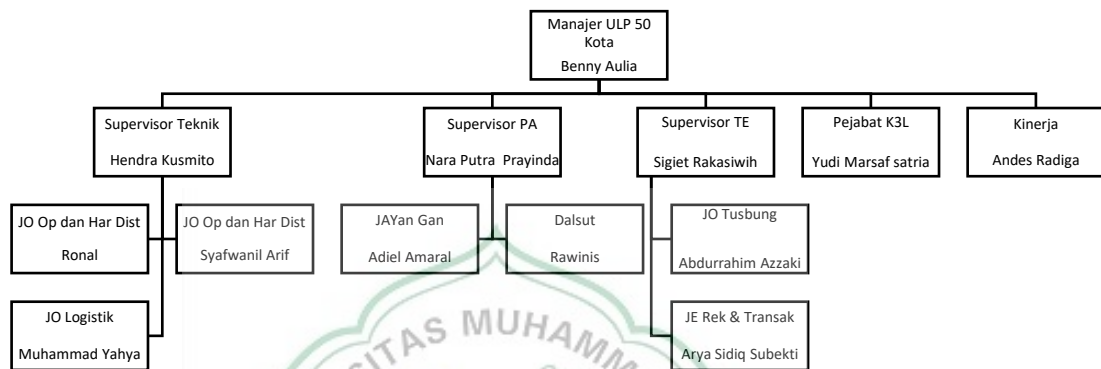 Manajer ULP 50
Kota
Benny Aulia
Supervisor Teknik
Hendra Kusmito
Supervisor PA
Nara Putra Prayinda
Supervisor TE
Sigiet Rakasiwih
Pejabat K3L
Yudi Marsaf satria
Kinerja
Andes Radiga
JO Op dan Har Dist
Ronal
JO Op dan Har Dist
Syafwanil Arif
JAYan Gan
Adiel Amaral
Dalsut
Rawinis
JO Tusbung
Abdurrahim Azzaki
JO Logistik
Muhammad Yahya
JE Rek & Transak
Arya Sidiq Subekti
SITAS MUHAMM